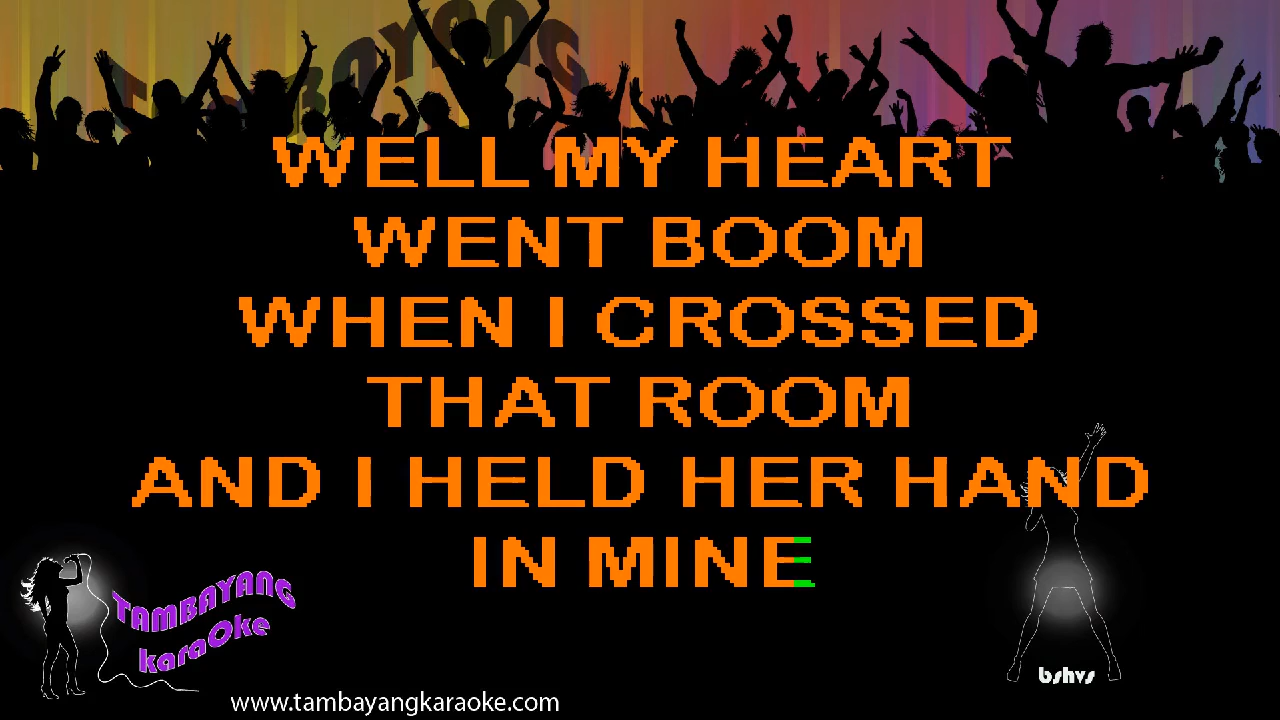 TAMBAYANG
WELL MY HEART
WENT BOOM
WHEN I CROSSED
THAT ROOM
AND I HELD HER HAND
IN MINE
TAMBAYANG
karaOke
bshvs
www.tambayangkaraoke.com